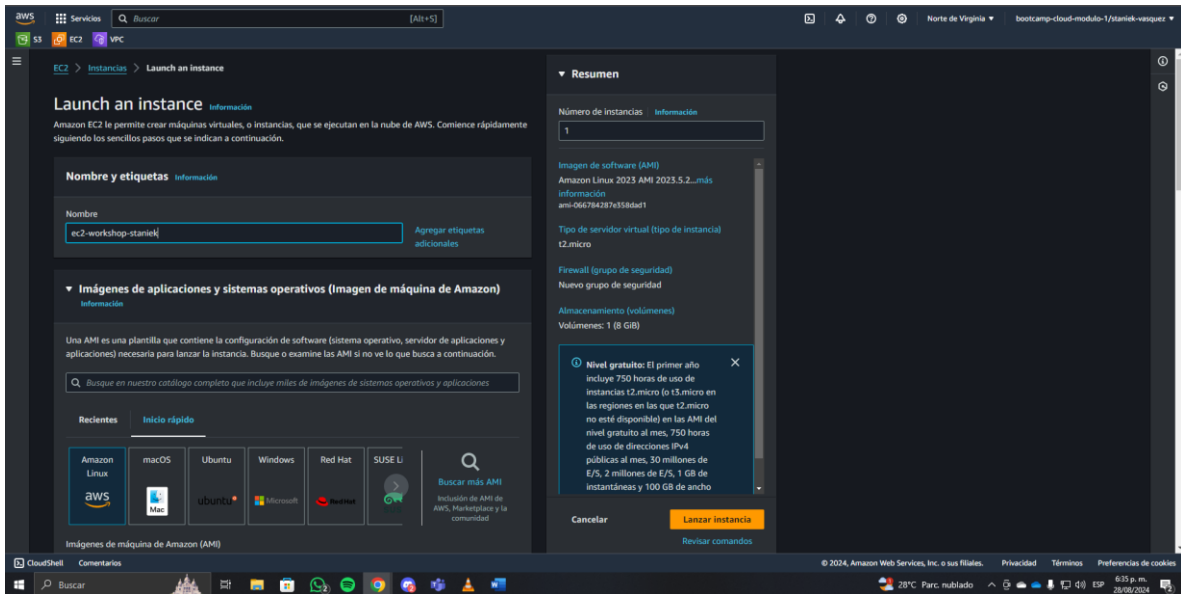 aws
Servicios
Buscar
[Alt+S]
Norte de Virginia
bootcamp-cloud-modulo-1/staniek-vasquez
S3
EC2
VPC
EC2 > Instancias > Launch an instance
Launch an instance Información
Amazon EC2 le permite crear máquinas virtuales, o instancias, que se ejecutan en la nube de AWS. Comience rápidamente
siguiendo los sencillos pasos que se indican a continuación.
Nombre y etiquetas Información
Nombre
ec2-workshop-staniek
Agregar etiquetas
adicionales
Imágenes de aplicaciones y sistemas operativos (Imagen de máquina de Amazon)
Información
Una AMI es una plantilla que contiene la configuración de software (sistema operativo, servidor de aplicaciones y
aplicaciones) necesaria para lanzar la instancia. Busque o examine las AMI si no ve lo que busca a continuación.
Busque en nuestro catálogo completo que incluye miles de imágenes de sistemas operativos y aplicaciones
Recientes
Inicio rápido
Amazon
Linux
aws
macOS
Mac
Ubuntu
ubuntu
Windows
Microsoft
Red Hat
Red Hat
SUSE Li
Buscar más AMI
Inclusión de AMI de
AWS, Marketplace y la
comunidad
Imágenes de máquina de Amazon (AMI)
Resumen
Número de instancias Información
1
Imagen de software (AMI)
Amazon Linux 2023 AMI 2023.5.2...más
información
ami-066784287e358dad1
Tipo de servidor virtual (tipo de instancia)
t2.micro
Firewall (grupo de seguridad)
Nuevo grupo de seguridad
Almacenamiento (volúmenes)
Volúmenes: 1 (8 GiB)
Nivel gratuito: El primer año
incluye 750 horas de uso de
instancias t2.micro (o t3.micro en
las regiones en las que t2.micro
no esté disponible) en las AMI del
nivel gratuito al mes, 750 horas
de uso de direcciones IPv4
públicas al mes, 30 millones de
E/S, 2 millones de E/S, 1 GB de
instantáneas y 100 GB de ancho
Cancelar
Lanzar instancia
Revisar comandos
CloudShell
Comentarios
© 2024, Amazon Web Services, Inc. o sus filiales.
Privacidad
Términos
Preferencias de cookies
Buscar
28°C Parc. nublado
ESP
6:35 p. m.
28/08/2024